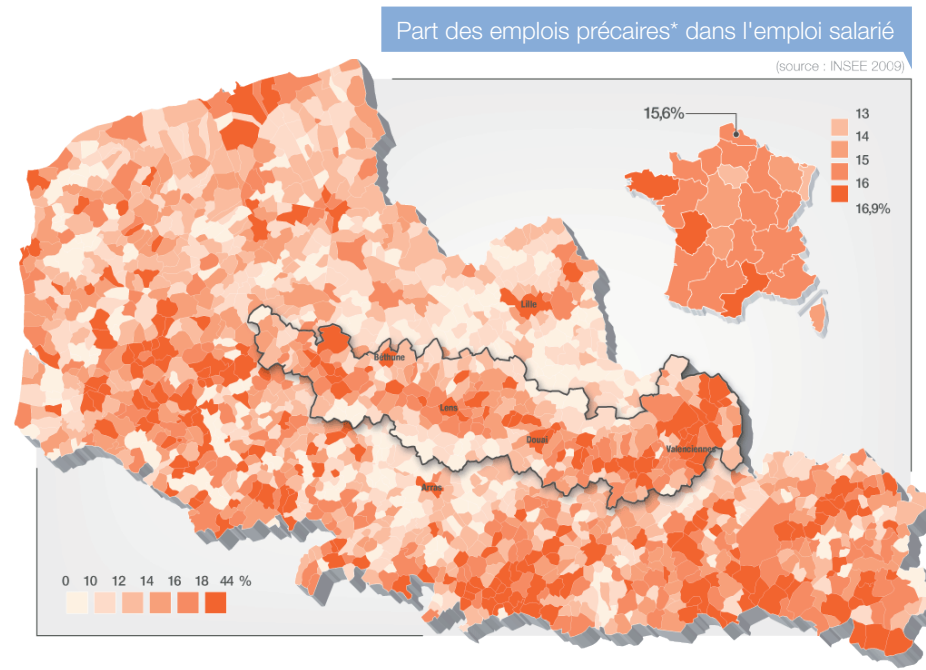 Part des emplois précaires* dans l'emploi salarié
(source : INSEE 2009)
15,6%
13
14
15
16
16,9%
Lille
Béthune
Lens
Douai
Valenciennes
Arras
0 10 12 14 16 18 44 %